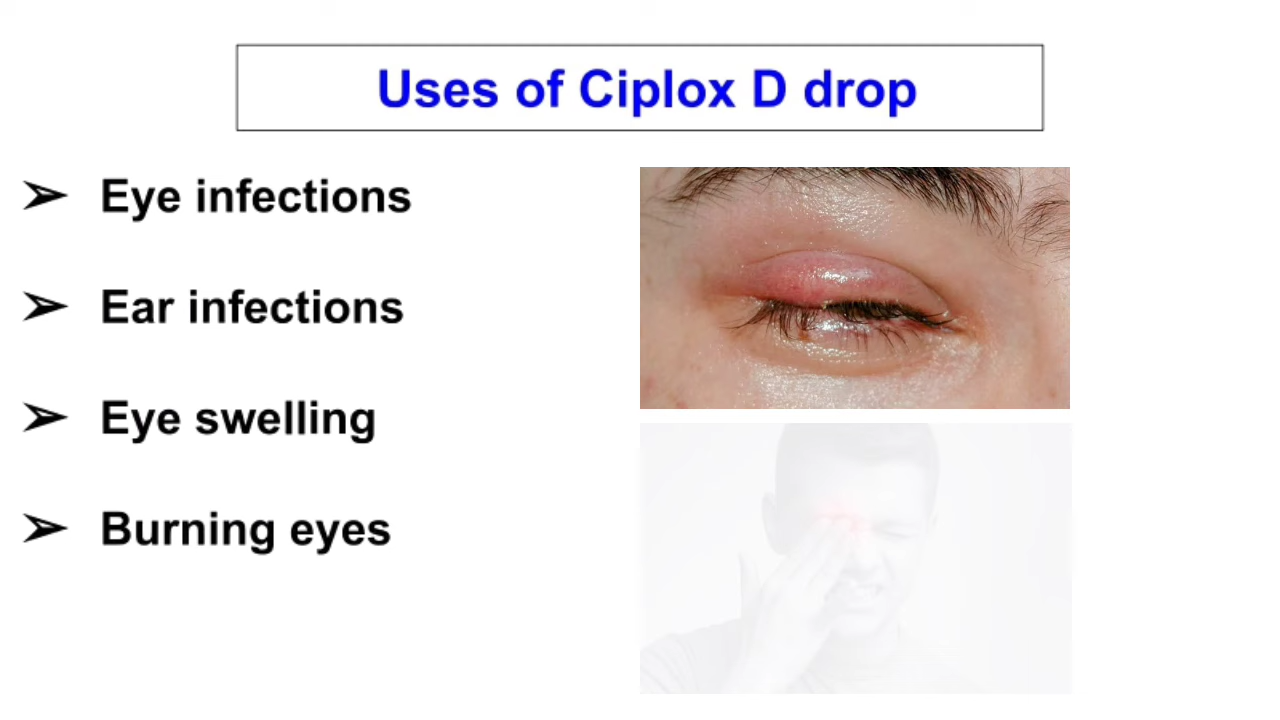 Uses of Ciplox D drop
➢ Eye infections
➢ Ear infections
➢ Eye swelling
➢ Burning eyes